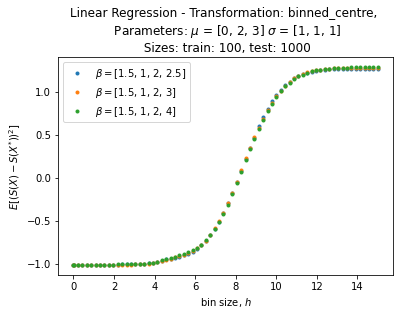 Linear Regression - Transformation: binned_centre,
Parameters: μ = [0, 2, 3] σ = [1, 1, 1]
Sizes: train: 100, test: 1000
β = [1.5, 1, 2, 2.5]
β = [1.5, 1, 2, 3]
β = [1.5, 1, 2, 4]
E[(S(X) − S(X*))²]
1.0
0.5
0.0
−0.5
−1.0
0 2 4 6 8 10 12 14
bin size, h